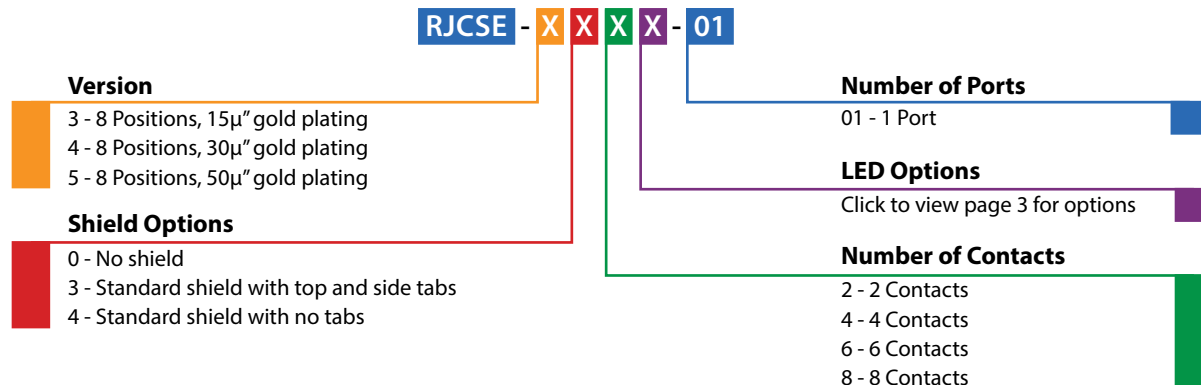 RJCSE - X X X X - 01
Version
3 - 8 Positions, 15µ” gold plating
4 - 8 Positions, 30µ” gold plating
5 - 8 Positions, 50µ” gold plating
Shield Options
0 - No shield
3 - Standard shield with top and side tabs
4 - Standard shield with no tabs
Number of Ports
01 - 1 Port
LED Options
Click to view page 3 for options
Number of Contacts
2 - 2 Contacts
4 - 4 Contacts
6 - 6 Contacts
8 - 8 Contacts